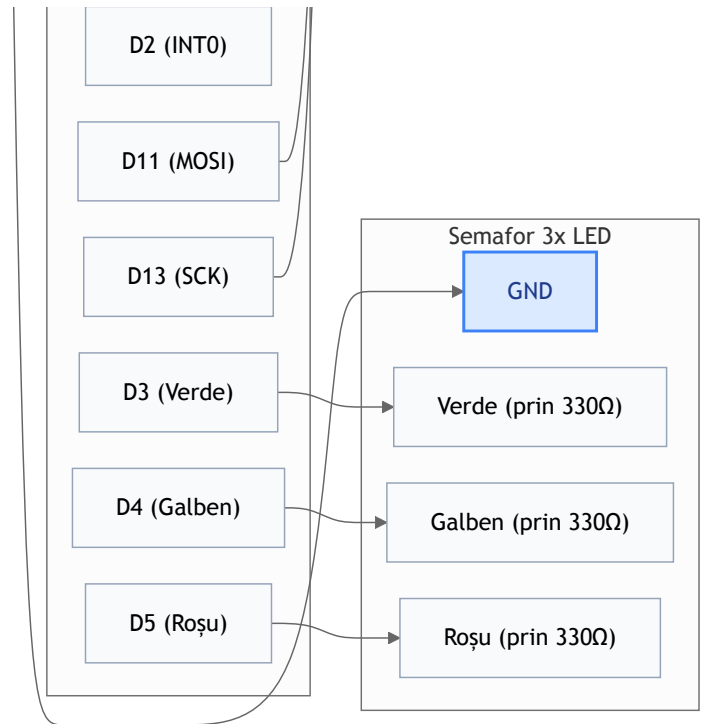 D2 (INT0)
D11 (MOSI)
D13 (SCK)
D3 (Verde)
D4 (Galben)
D5 (Roșu)
Semafor 3x LED
GND
Verde (prin 330Ω)
Galben (prin 330Ω)
Roșu (prin 330Ω)